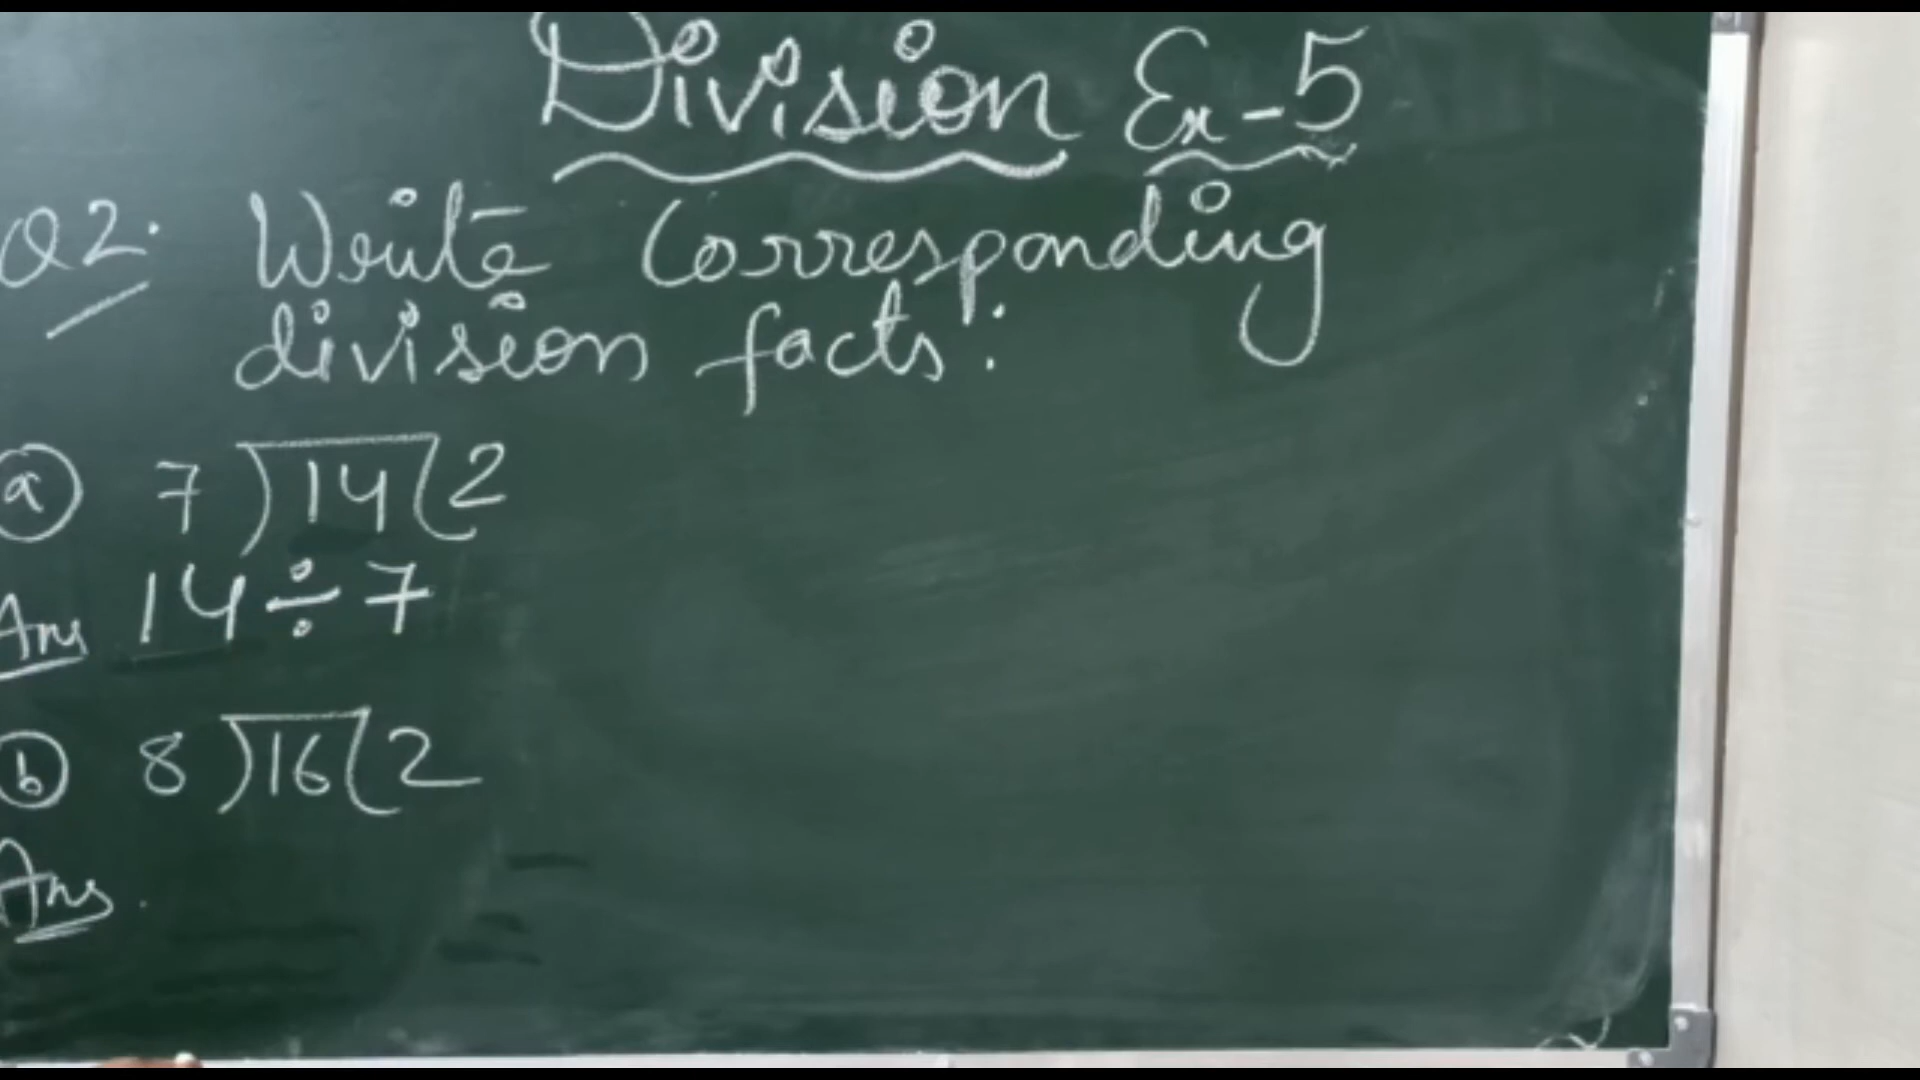 Division Ex-5
Q2. Write Corresponding
division facts:
a 7)14(2
Ans 14÷7
b 8)16(2
Ans.